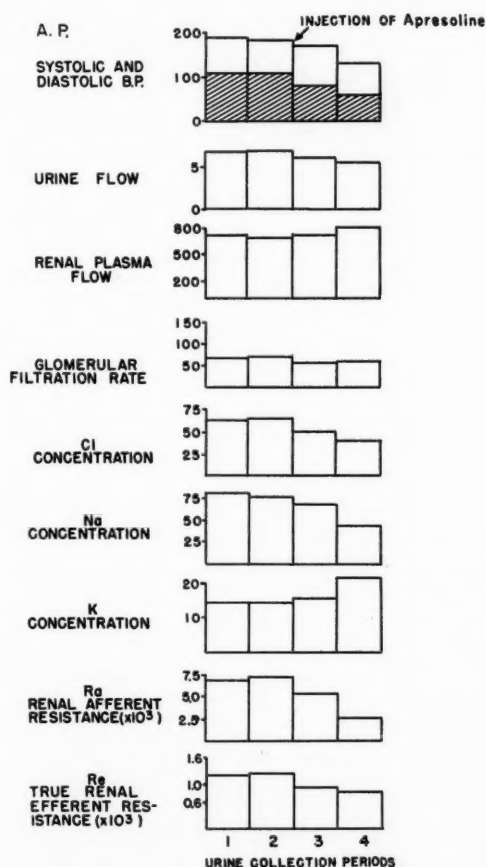 A. P.
INJECTION OF Apresoline
SYSTOLIC AND
DIASTOLIC B.P.
200
100
0
URINE FLOW
5
0
RENAL PLASMA
FLOW
800
500
200
GLOMERULAR
FILTRATION RATE
150
100
50
Cl
CONCENTRATION
75
50
25
Na
CONCENTRATION
75
50
25
K
CONCENTRATION
20
10
Ra
RENAL AFFERENT
RESISTANCE(x10³)
7.5
5.0
2.5
Re
TRUE RENAL
EFFERENT RES-
ISTANCE (x10³)
1.6
1.0
0.6
1 2 3 4
URINE COLLECTION PERIODS